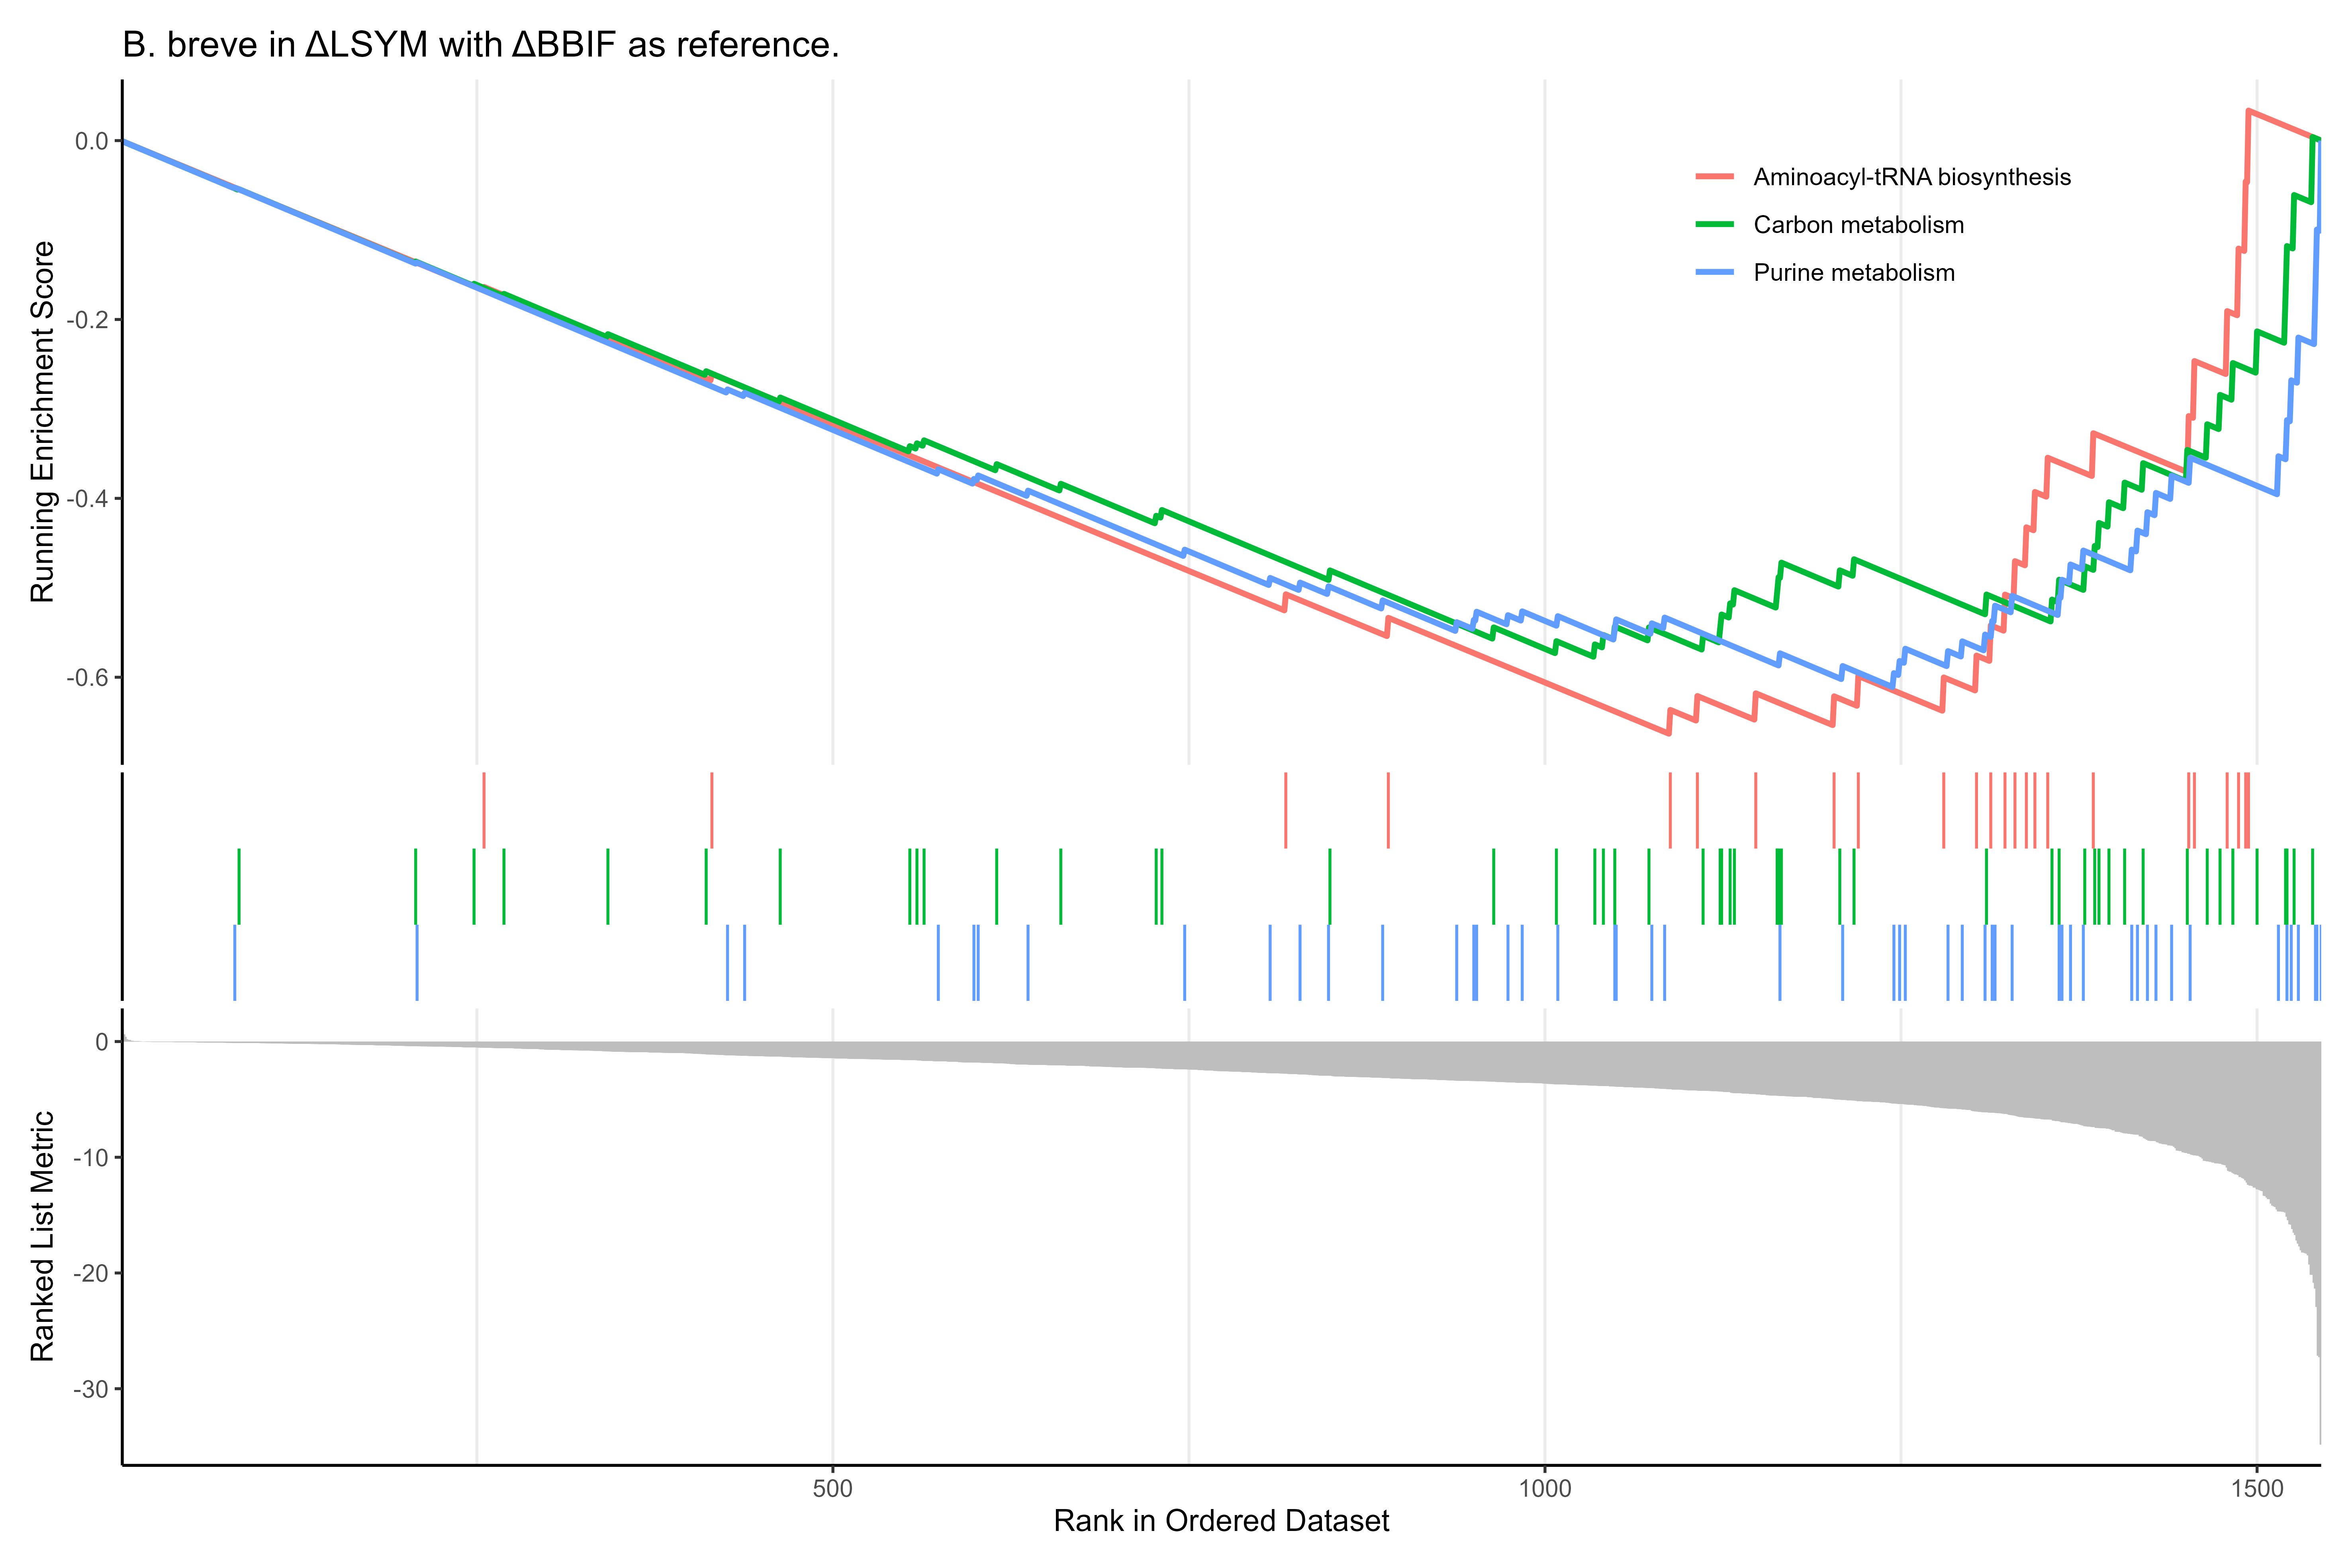 B. breve in ΔLSYM with ΔBBIF as reference.
Running Enrichment Score
0.0
-0.2
-0.4
-0.6
Aminoacyl-tRNA biosynthesis
Carbon metabolism
Purine metabolism
Ranked List Metric
0
-10
-20
-30
500
1000
1500
Rank in Ordered Dataset